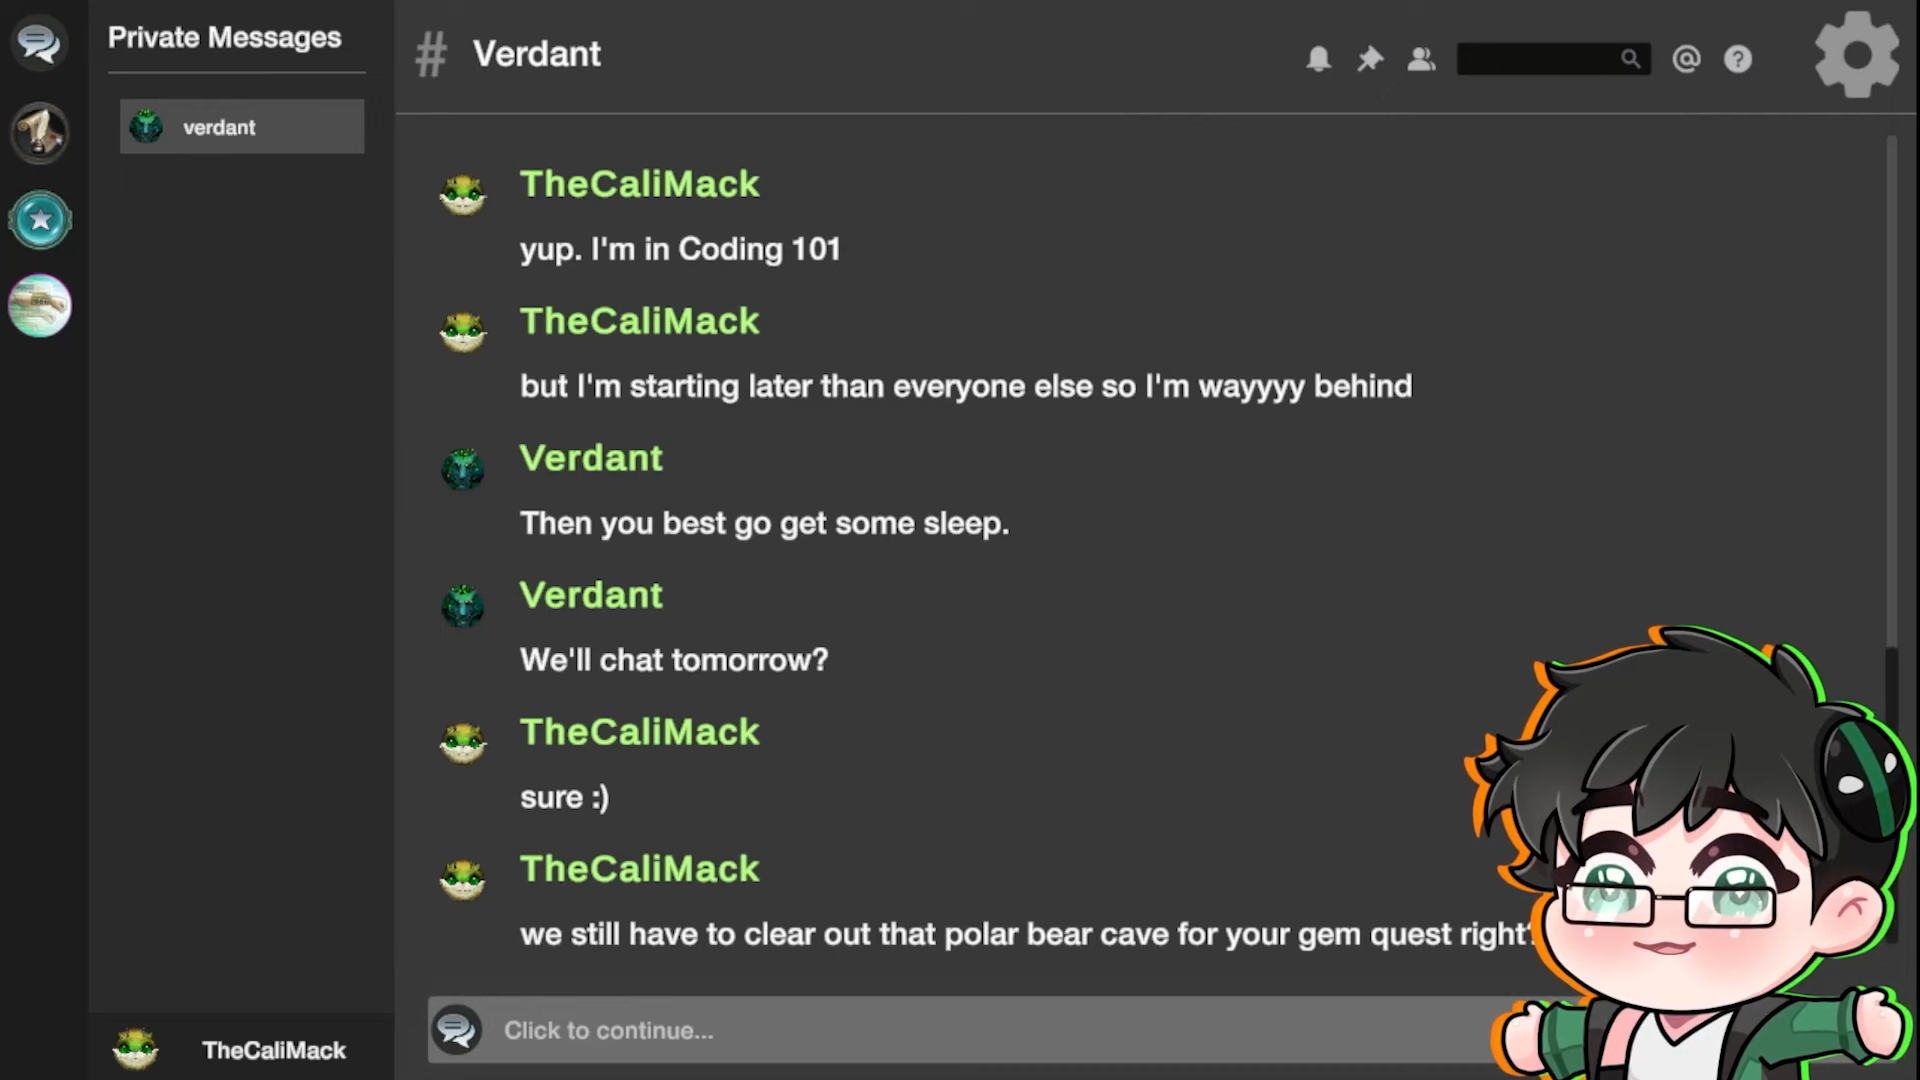 Private Messages
verdant
TheCaliMack
# Verdant
TheCaliMack
yup. I'm in Coding 101
TheCaliMack
but I'm starting later than everyone else so I'm wayyyy behind
Verdant
Then you best go get some sleep.
Verdant
We'll chat tomorrow?
TheCaliMack
sure :)
TheCaliMack
we still have to clear out that polar bear cave for your gem quest right?
Click to continue...